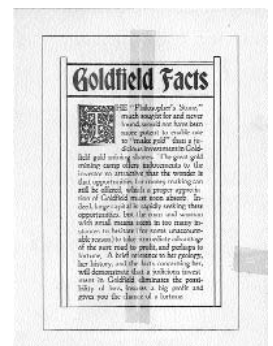 Goldfield Facts
THE "Philosopher's Stone,"
much sought for and never
found, would not have been
more potent to enable one
to "make gold" than a ju-
dicious investment in Gold-
field gold mining shares. The great gold
mining camp offers inducements to the
investor so attractive that the wonder is
that opportunities for money making can
still be offered, which a proper apprecia-
tion of Goldfield must soon absorb. In-
deed, large capital is rapidly seeking these
opportunities, but the man and woman
with small means seem in too many in-
stances to hesitate (for some unaccount-
able reason) to take immediate advantage
of the sure road to profit, and perhaps to
fortune. A brief reference to her geology,
her history, and the facts concerning her,
will demonstrate that a judicious invest-
ment in Goldfield eliminates the possi-
bility of loss, insures a big profit and
gives you the chance of a fortune